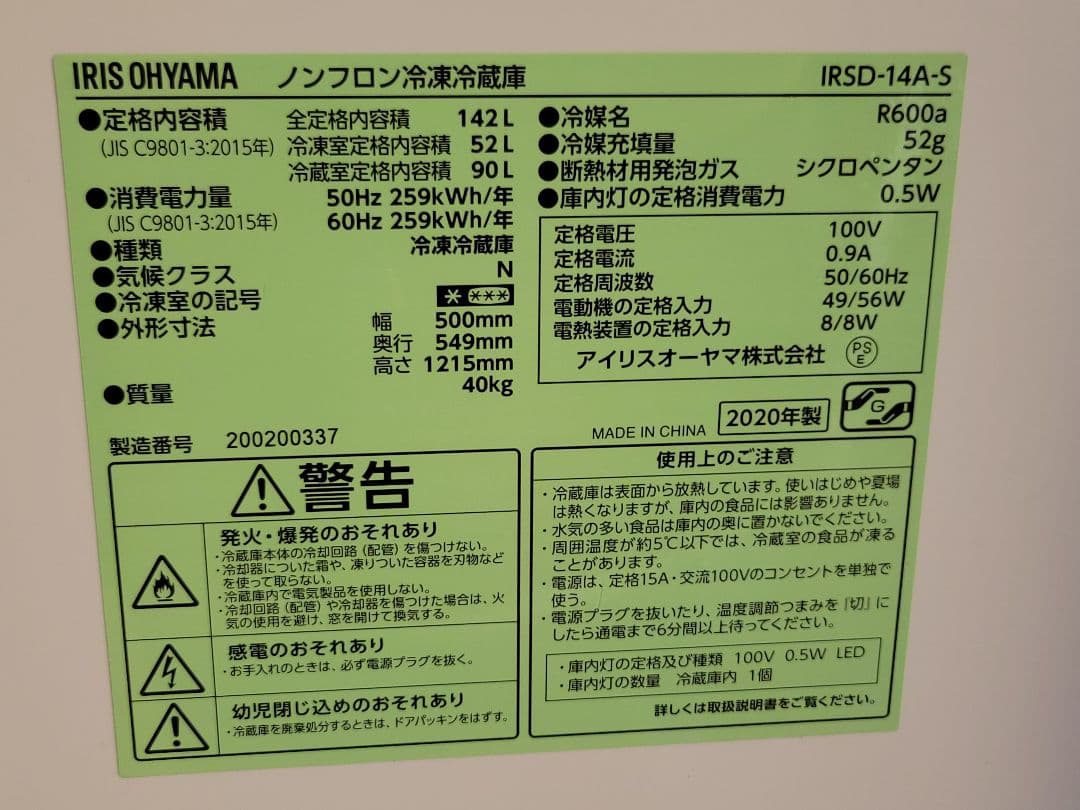 IRIS OHYAMA ノンフロン冷凍冷蔵庫 IRSD-14A-S
●定格内容積 全定格内容積 142L
(JIS C9801-3:2015年) 冷凍室定格内容積 52L
冷蔵室定格内容積 90L
●消費電力量 50Hz 259kWh/年
(JIS C9801-3:2015年) 60Hz 259kWh/年
●種類 冷凍冷蔵庫
●気候クラス N
●冷凍室の記号 * ***
●外形寸法 幅 500mm
奥行 549mm
高さ 1215mm
●質量 40kg
製造番号 200200337
●冷媒名 R600a
●冷媒充填量 52g
●断熱材用発泡ガス シクロペンタン
●庫内灯の定格消費電力 0.5W
定格電圧 100V
定格電流 0.9A
定格周波数 50/60Hz
電動機の定格入力 49/56W
電熱装置の定格入力 8/8W
アイリスオーヤマ株式会社 PS E
MADE IN CHINA 2020年製 G
警告
発火・爆発のおそれあり
・冷蔵庫本体の冷却回路(配管)を傷つけない。
・冷却器についた霜や、凍りついた容器を刃物など
を使って取らない。
・冷蔵庫内で電気製品を使用しない。
・冷却回路(配管)や冷却器を傷つけた場合は、火
気の使用を避け、窓を開けて換気する。
感電のおそれあり
・お手入れのときは、必ず電源プラグを抜く。
幼児閉じ込めのおそれあり
・冷蔵庫を廃棄処分するときは、ドアパッキンをはずす。
使用上のご注意
・冷蔵庫は表面から放熱しています。使いはじめや夏場
は熱くなりますが、庫内の食品には影響ありません。
・水気の多い食品は庫内の奥に置かないでください。
・周囲温度が約5℃以下では、冷蔵室の食品が凍る
ことがあります。
・電源は、定格15A・交流100Vのコンセントを単独で
使う。
・電源プラグを抜いたり、温度調節つまみを「切」に
したら通電まで6分間以上待ってください。
・庫内灯の定格及び種類 100V 0.5W LED
・庫内灯の数量 冷蔵庫内 1個
詳しくは取扱説明書をご覧ください。